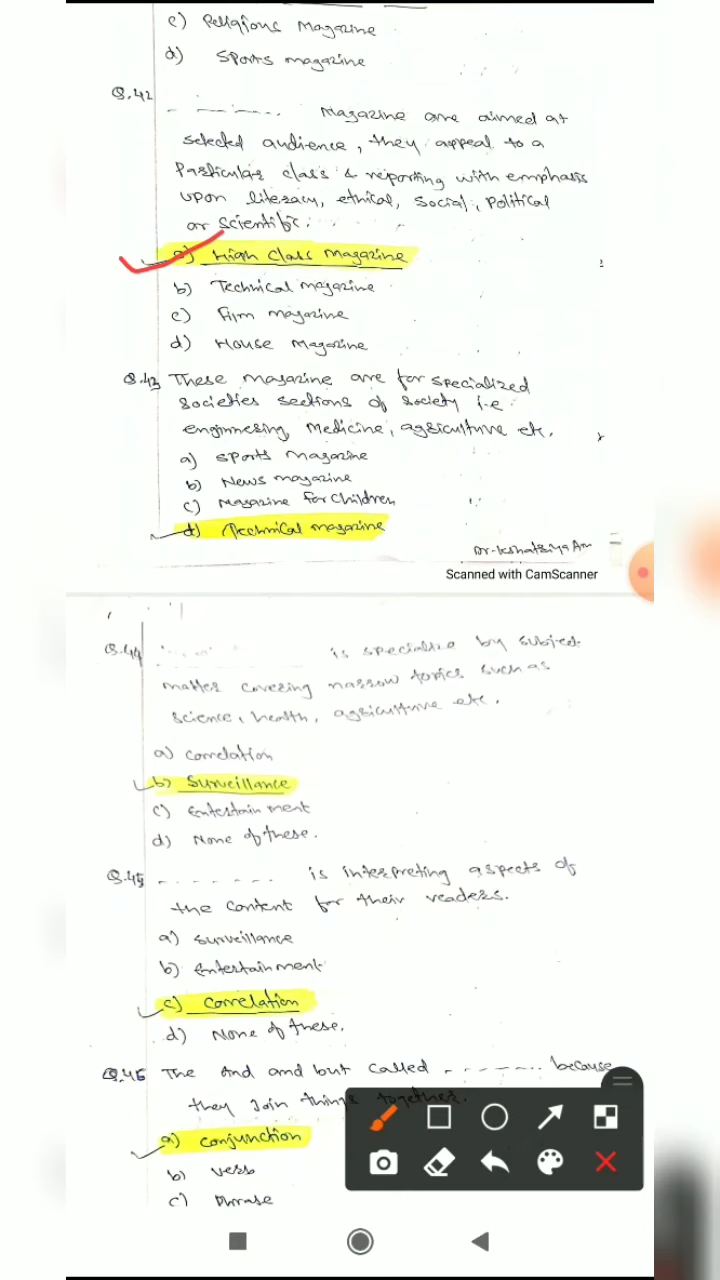 c) Religious Magazine
d) Sports magazine
Q.42 ------- Magazine are aimed at
selected audience, they appeal to a
Particular class & reporting with emphasis
upon literacy, ethical, social, political
or scientific.
a) High Class Magazine
b) Technical magazine
c) Film magazine
d) House Magazine
Q.43 These magazine are for specialized
societies sections of society i.e.
engineering, Medicine, agriculture etc.
a) Sports Magazine
b) News magazine
c) Magazine for children
d) Technical magazine
Dr. Kshatriya
Scanned with CamScanner
Q.44 ------- is specialize by subject
matter covering narrow topics such as
science, health, agriculture etc.
a) Correlation
b) Surveillance
c) Entertainment
d) None of these.
Q.45 -------- is interpreting aspects of
the content for their readers.
a) Surveillance
b) Entertainment
c) Correlation
d) None of these.
Q.46 The And and but called ------- because
they Join things together.
a) Conjunction
b) Verb
c) Phrase